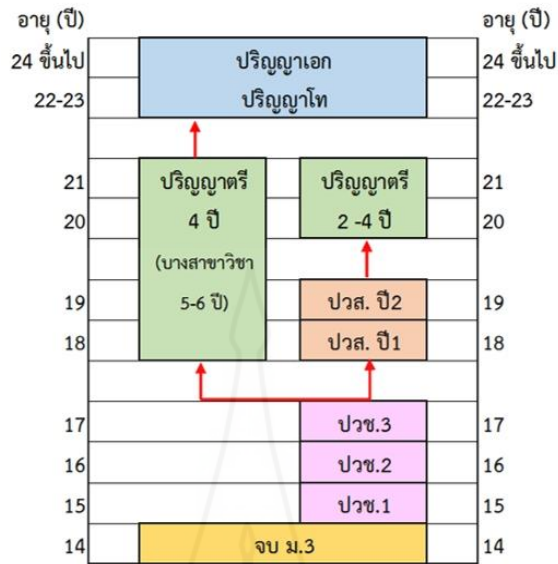 อายุ (ปี) อายุ (ปี)
24 ขึ้นไป ปริญญาเอก 24 ขึ้นไป
22-23 ปริญญาโท 22-23
21 ปริญญาตรี ปริญญาตรี 21
20 4 ปี 2 -4 ปี 20
(บางสาขาวิชา
19 5-6 ปี) ปวส. ปี2 19
18 ปวส. ปี1 18
17 ปวช.3 17
16 ปวช.2 16
15 ปวช.1 15
14 จบ ม.3 14